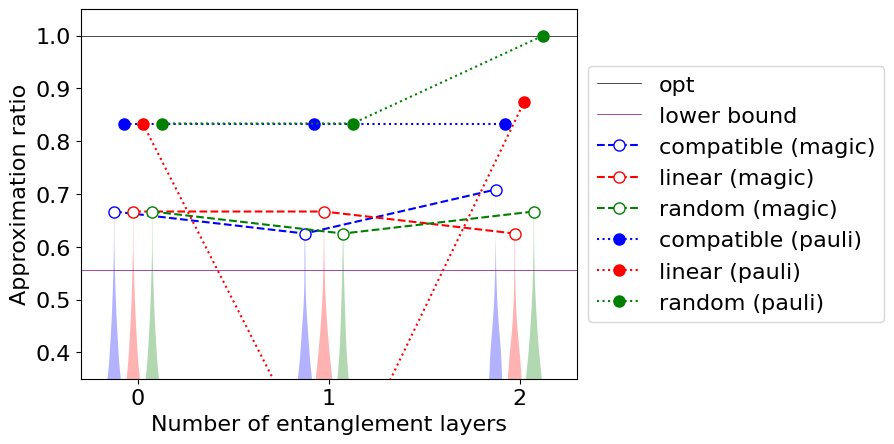 1.0
0.9
0.8
0.7
0.6
0.5
0.4
Approximation ratio
0
1
2
Number of entanglement layers
opt
lower bound
compatible (magic)
linear (magic)
random (magic)
compatible (pauli)
linear (pauli)
random (pauli)